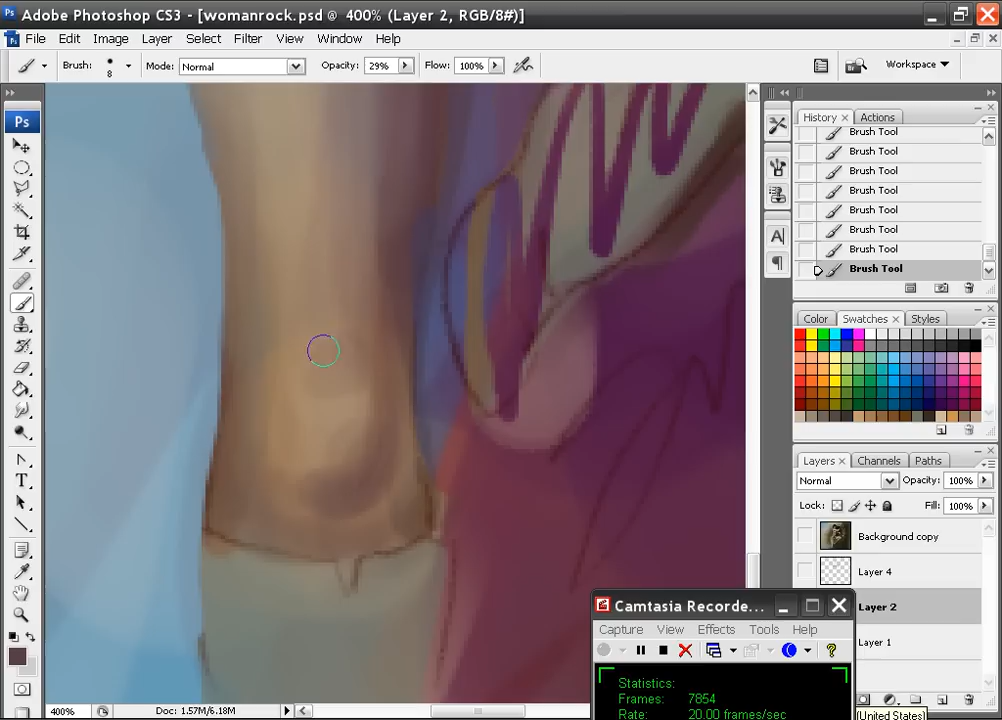 Ps Adobe Photoshop CS3 - [womanrock.psd @ 400% (Layer 2, RGB/8#)]
File Edit Image Layer Select Filter View Window Help
Brush: 8 Mode: Normal Opacity: 29% Flow: 100% Workspace
Ps
History × Actions
Brush Tool
Brush Tool
Brush Tool
Brush Tool
Brush Tool
Brush Tool
Brush Tool
Brush Tool
Color Swatches × Styles
Layers × Channels Paths
Normal Opacity: 100%
Lock: Fill: 100%
Background copy
Layer 4
Layer 2
Layer 1
Camtasia Recorde...
Capture View Effects Tools Help
Statistics:
Frames: 7854
Rate: 20.00 frames/sec
400% Doc: 1.57M/6.18M
(United States)